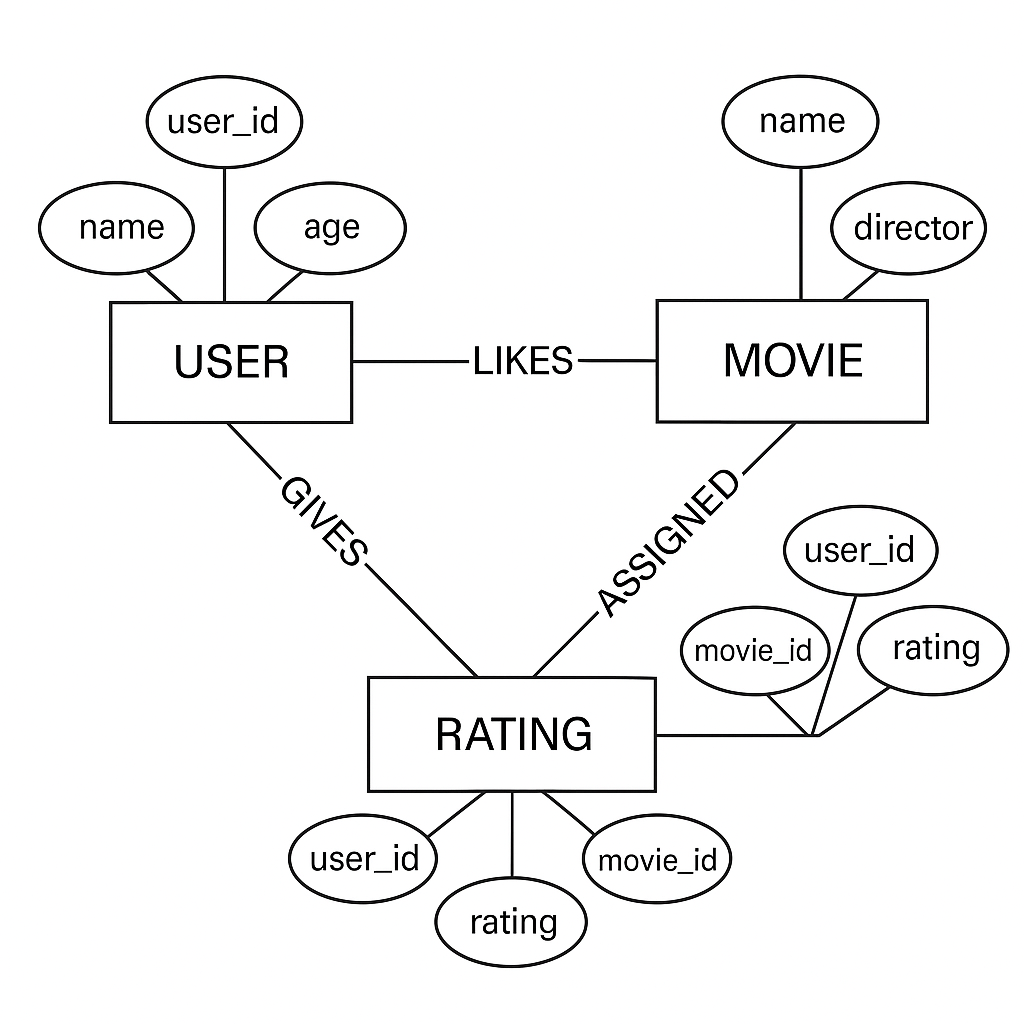 user_id
name
name
age
director
USER
LIKES
MOVIE
GIVES
ASSIGNED
user_id
movie_id
rating
RATING
user_id
movie_id
rating